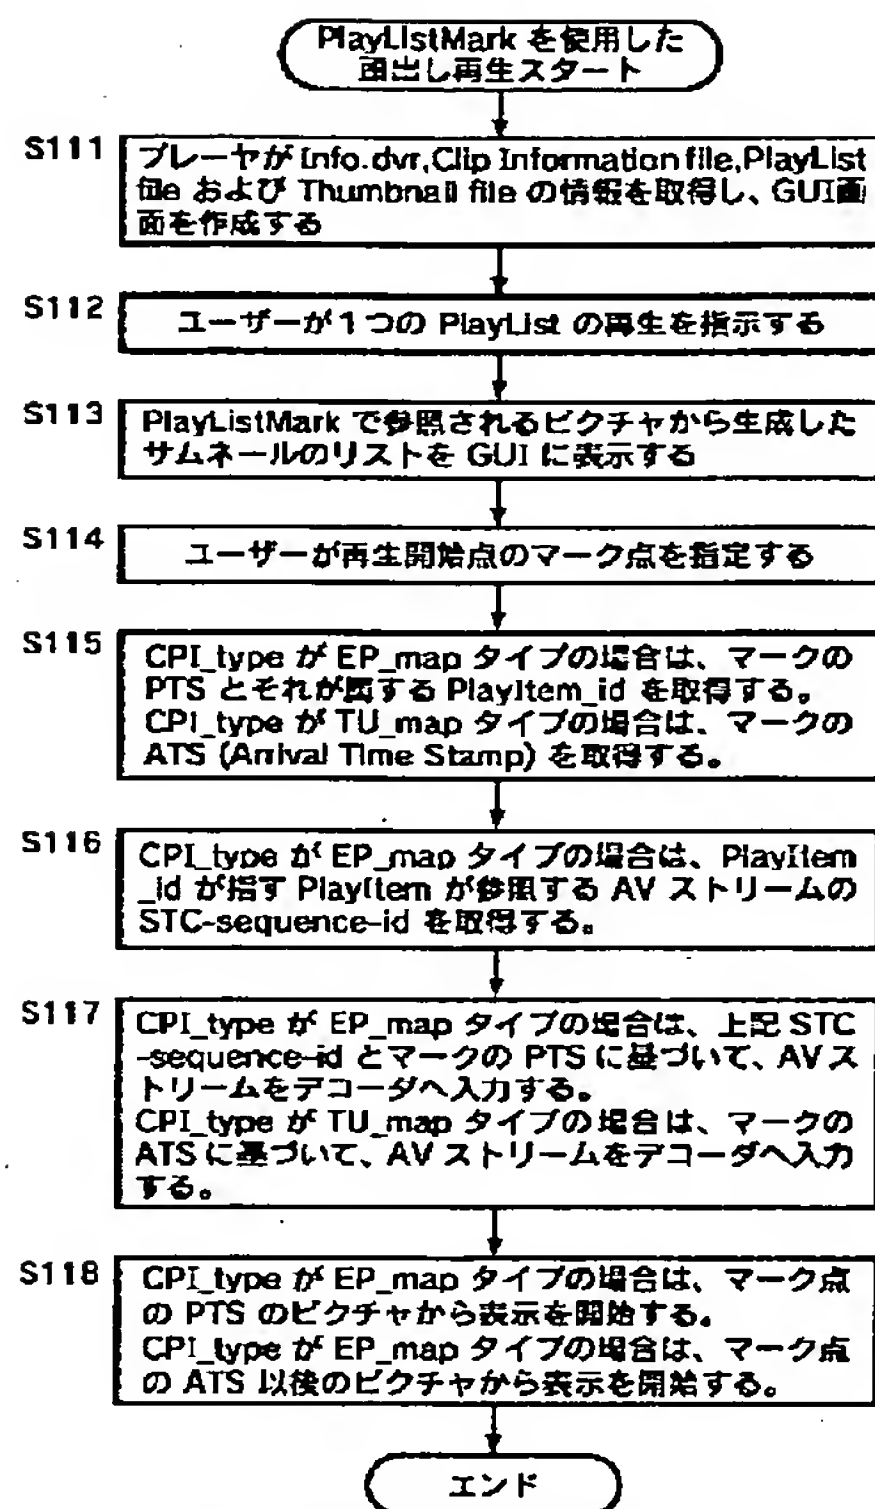 PlayListMark を使用した
頭出し再生スタート
S111
プレーヤが Info.dvr,Clip Information file,PlayList
file および Thumbnail file の情報を取得し、GUI画
面を作成する
S112
ユーザーが1つの PlayList の再生を指示する
S113
PlayListMark で参照されるピクチャから生成した
サムネールのリストを GUI に表示する
S114
ユーザーが再生開始点のマーク点を指定する
S115
CPI_type が EP_map タイプの場合は、マークの
PTS とそれが属する PlayItem_id を取得する。
CPI_type が TU_map タイプの場合は、マークの
ATS (Arrival Time Stamp) を取得する。
S116
CPI_type が EP_map タイプの場合は、PlayItem
_id が指す PlayItem が参照する AV ストリームの
STC-sequence-id を取得する。
S117
CPI_type が EP_map タイプの場合は、上記 STC
-sequence-id とマークの PTS に基づいて、AVス
トリームをデコーダへ入力する。
CPI_type が TU_map タイプの場合は、マークの
ATS に基づいて、AV ストリームをデコーダへ入力
する。
S118
CPI_type が EP_map タイプの場合は、マーク点
の PTS のピクチャから表示を開始する。
CPI_type が EP_map タイプの場合は、マーク点
の ATS 以後のピクチャから表示を開始する。
エンド